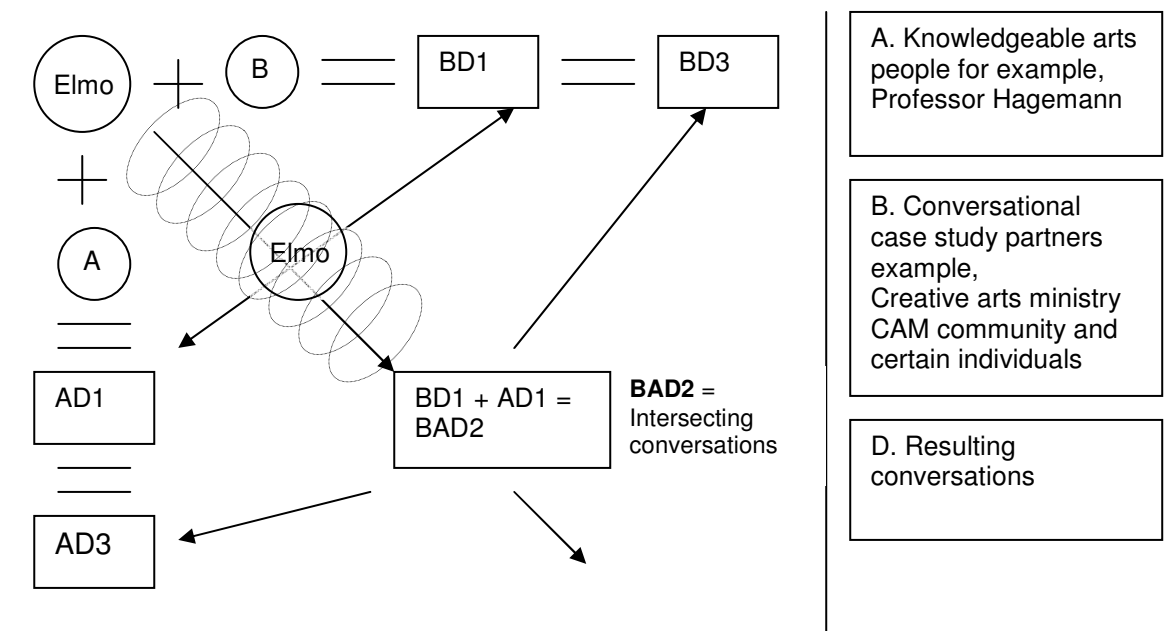 Elmo
+
B
=
BD1
=
BD3
+
A
=
AD1
=
AD3
Elmo
BD1 + AD1 =
BAD2
BAD2 =
Intersecting
conversations
A. Knowledgeable arts
people for example,
Professor Hagemann
B. Conversational
case study partners
example,
Creative arts ministry
CAM community and
certain individuals
D. Resulting
conversations